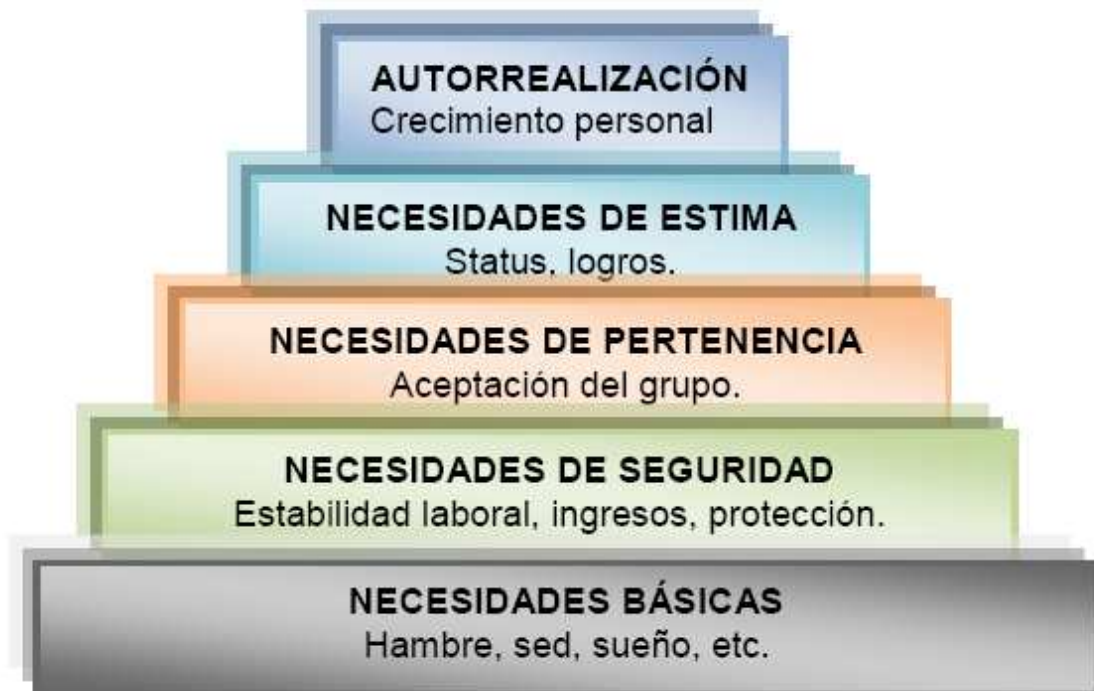 AUTORREALIZACIÓN
Crecimiento personal
NECESIDADES DE ESTIMA
Status. logros.
NECESIDADES DE PERTENENCIA
Aceptación del grupo.
NECESIDADES DE SEGURIDAD
Estabilidad laboral, ingresos, protección.
NECESIDADES BÁSICAS
Hambre, sed, sueño, etc.